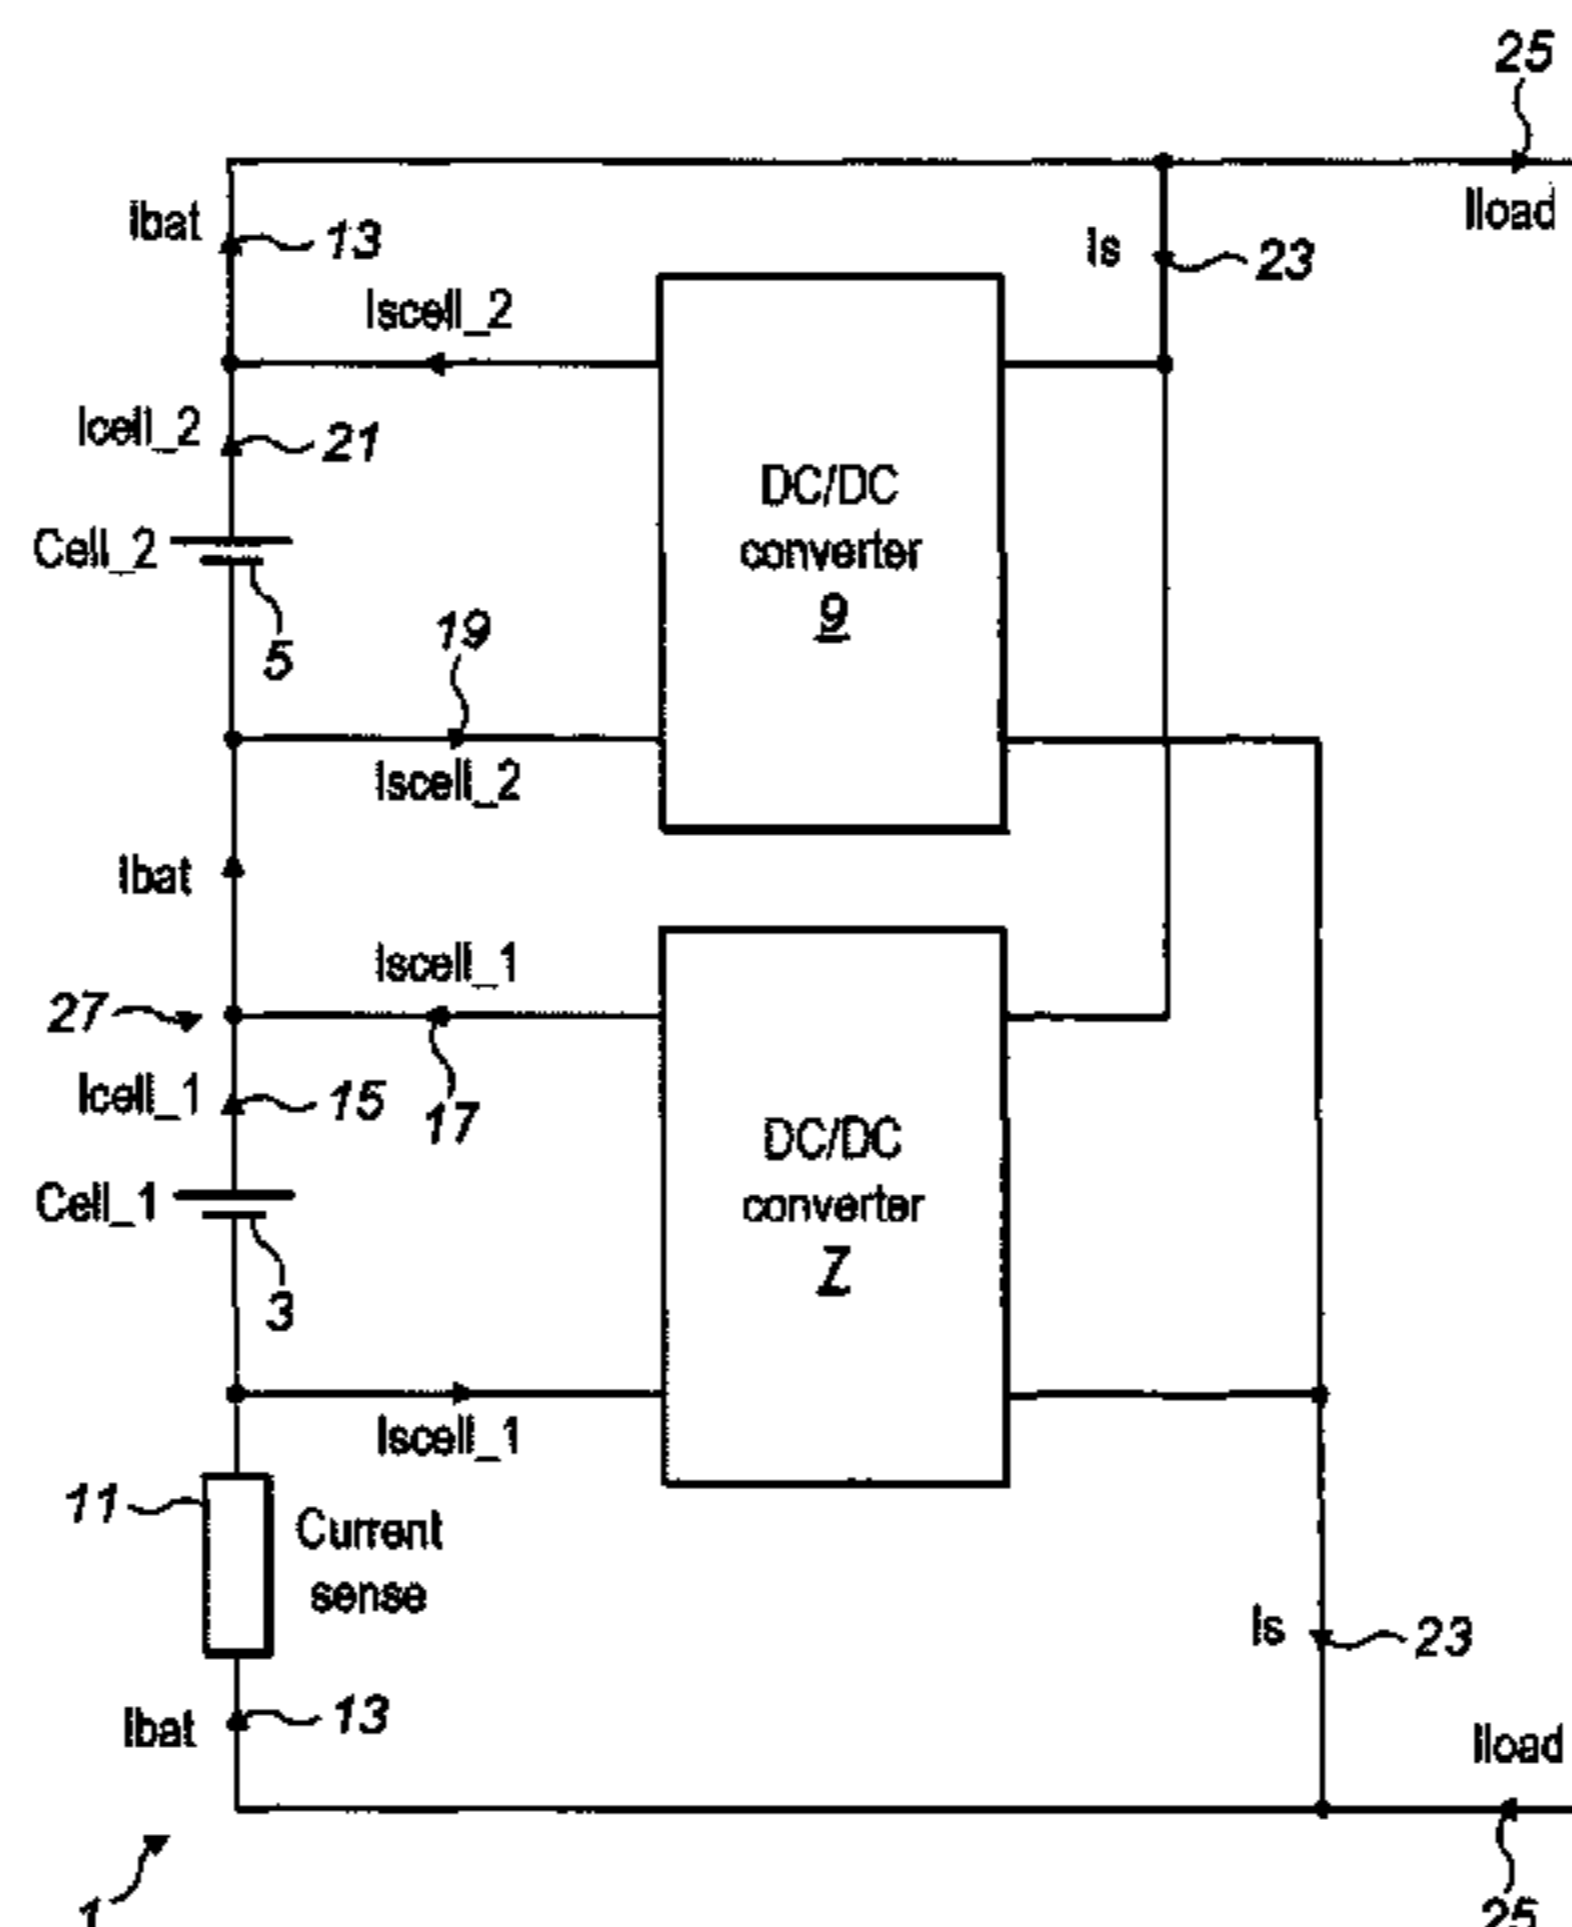 25
Ibat 13
Is 23
Iload
Iscell_2
Icell_2 21
DC/DC
converter
9
Cell_2
5
19
Iscell_2
Ibat
Iscell_1
27
Icell_1 15
17
DC/DC
converter
7
Cell_1
3
Iscell_1
11
Current
sense
Is 23
Ibat 13
Iload
1
25